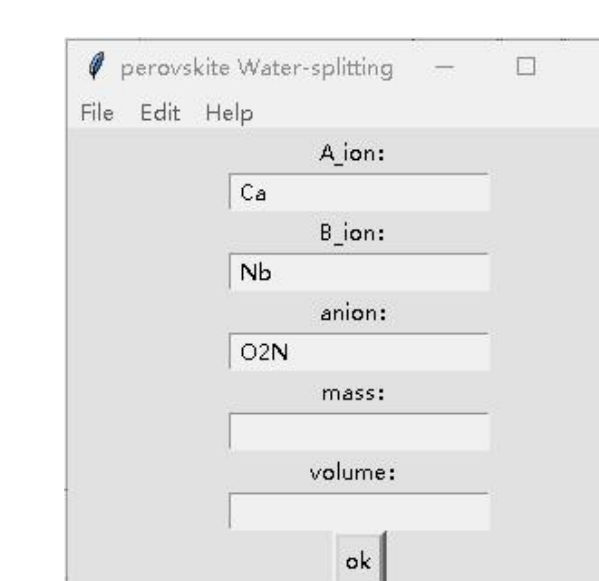 perovskite Water-splitting
File Edit Help
A_ion:
Ca
B_ion:
Nb
anion:
O2N
mass:
volume:
ok